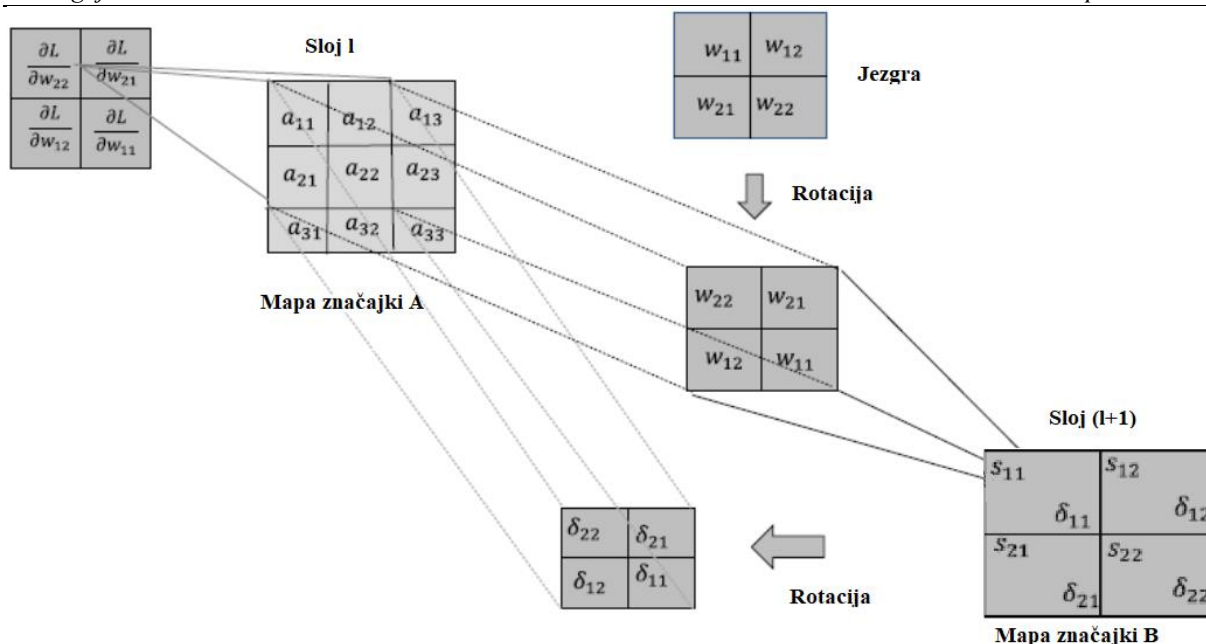 ∂L/∂w₂₂ ∂L/∂w₂₁
∂L/∂w₁₂ ∂L/∂w₁₁
Sloj l
a₁₁ a₁₂ a₁₃
a₂₁ a₂₂ a₂₃
a₃₁ a₃₂ a₃₃
Mapa značajki A
w₁₁ w₁₂
w₂₁ w₂₂
Jezgra
Rotacija
w₂₂ w₂₁
w₁₂ w₁₁
Sloj (l+1)
s₁₁ s₁₂
δ₁₁ δ₁₂
s₂₁ s₂₂
δ₂₁ δ₂₂
Mapa značajki B
δ₂₂ δ₂₁
δ₁₂ δ₁₁
Rotacija